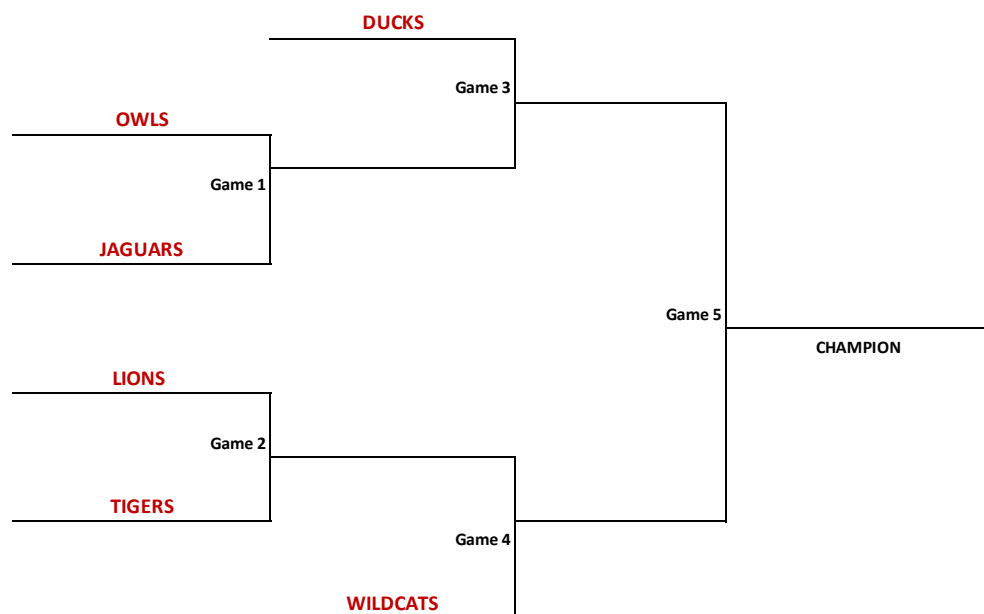 DUCKS
Game 3
OWLS
Game 1
JAGUARS
Game 5
CHAMPION
LIONS
Game 2
TIGERS
Game 4
WILDCATS